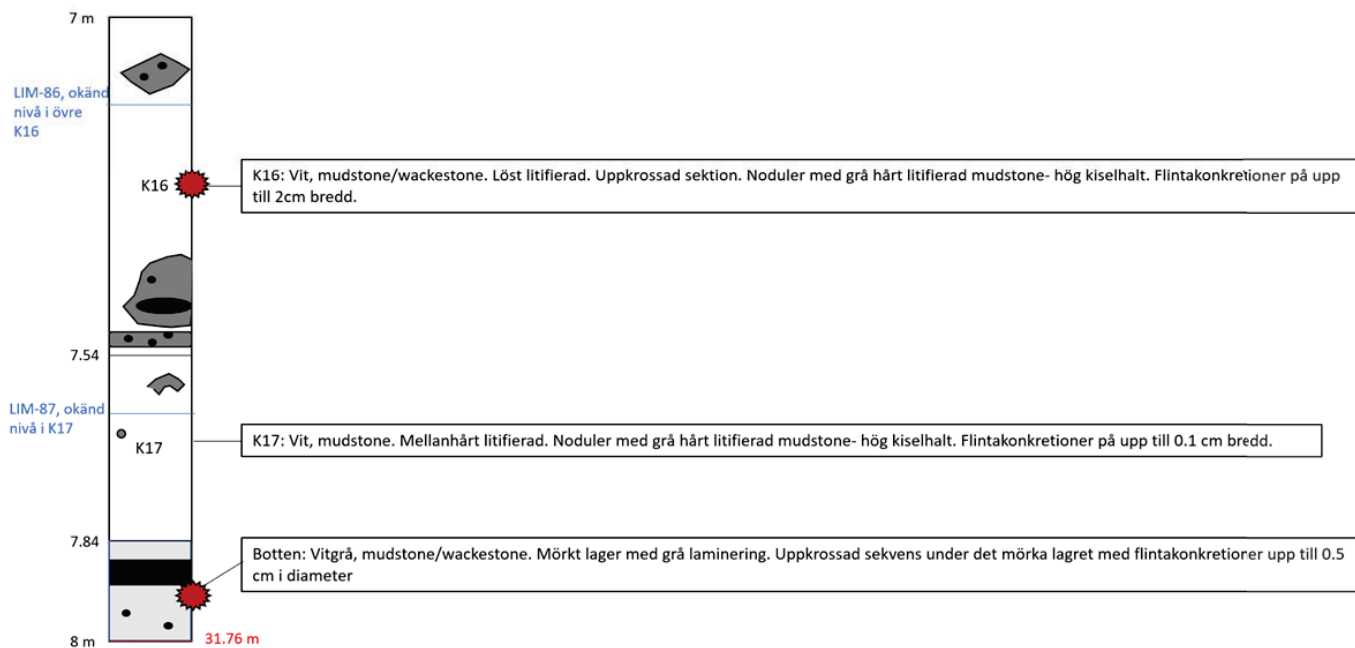 7 m
LIM-86, okänd
nivå i övre
K16
K16
K16: Vit, mudstone/wackestone. Löst litifierad. Uppkrossad sektion. Noduler med grå hårt litifierad mudstone- hög kiselhalt. Flintakonkretioner på upp
till 2cm bredd.
7.54
LIM-87, okänd
nivå i K17
K17
K17: Vit, mudstone. Mellanhårt litifierad. Noduler med grå hårt litifierad mudstone- hög kiselhalt. Flintakonkretioner på upp till 0.1 cm bredd.
7.84
Botten: Vitgrå, mudstone/wackestone. Mörkt lager med grå laminering. Uppkrossad sekvens under det mörka lagret med flintakonkretioner upp till 0.5
cm i diameter
8 m
31.76 m